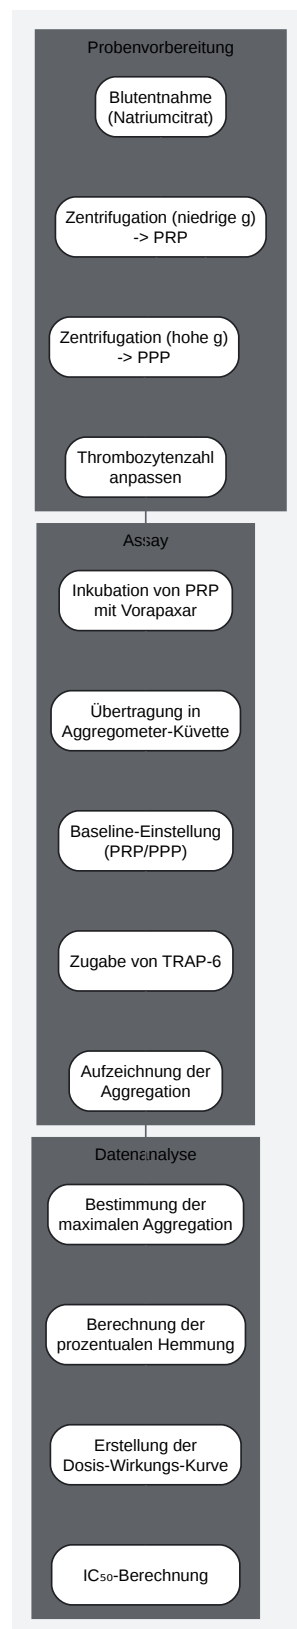 Probenvorbereitung
Blutentnahme
(Natriumcitrat)
Zentrifugation (niedrige g)
-> PRP
Zentrifugation (hohe g)
-> PPP
Thrombozytenzahl
anpassen
Assay
Inkubation von PRP
mit Vorapaxar
Übertragung in
Aggregometer-Küvette
Baseline-Einstellung
(PRP/PPP)
Zugabe von TRAP-6
Aufzeichnung der
Aggregation
Datenanalyse
Bestimmung der
maximalen Aggregation
Berechnung der
prozentualen Hemmung
Erstellung der
Dosis-Wirkungs-Kurve
IC₅₀-Berechnung